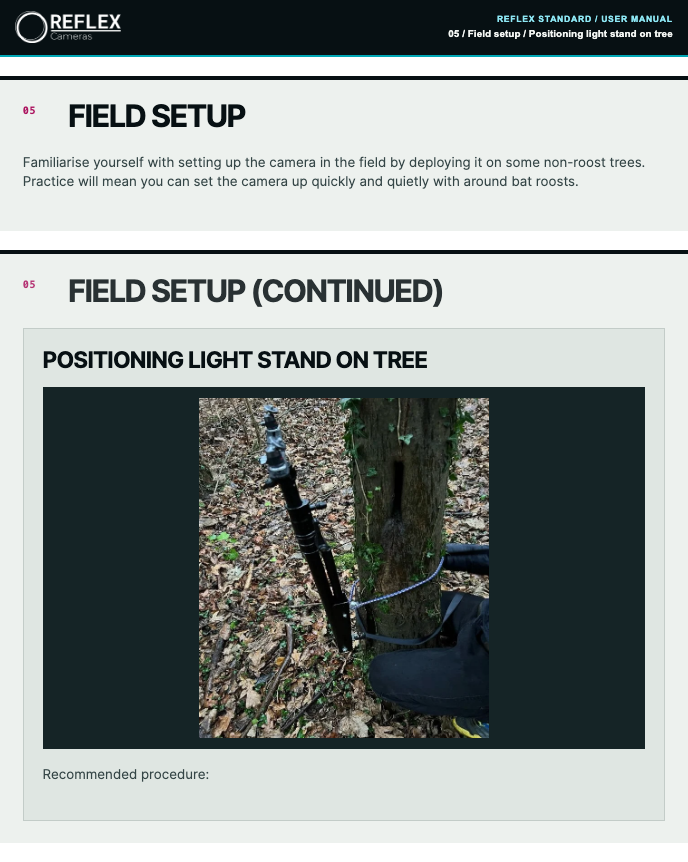 REFLEX
Cameras
REFLEX STANDARD / USER MANUAL
05 / Field setup / Positioning light stand on tree
05 FIELD SETUP
Familiarise yourself with setting up the camera in the field by deploying it on some non-roost trees.
Practice will mean you can set the camera up quickly and quietly with around bat roosts.
05 FIELD SETUP (CONTINUED)
POSITIONING LIGHT STAND ON TREE
Recommended procedure: